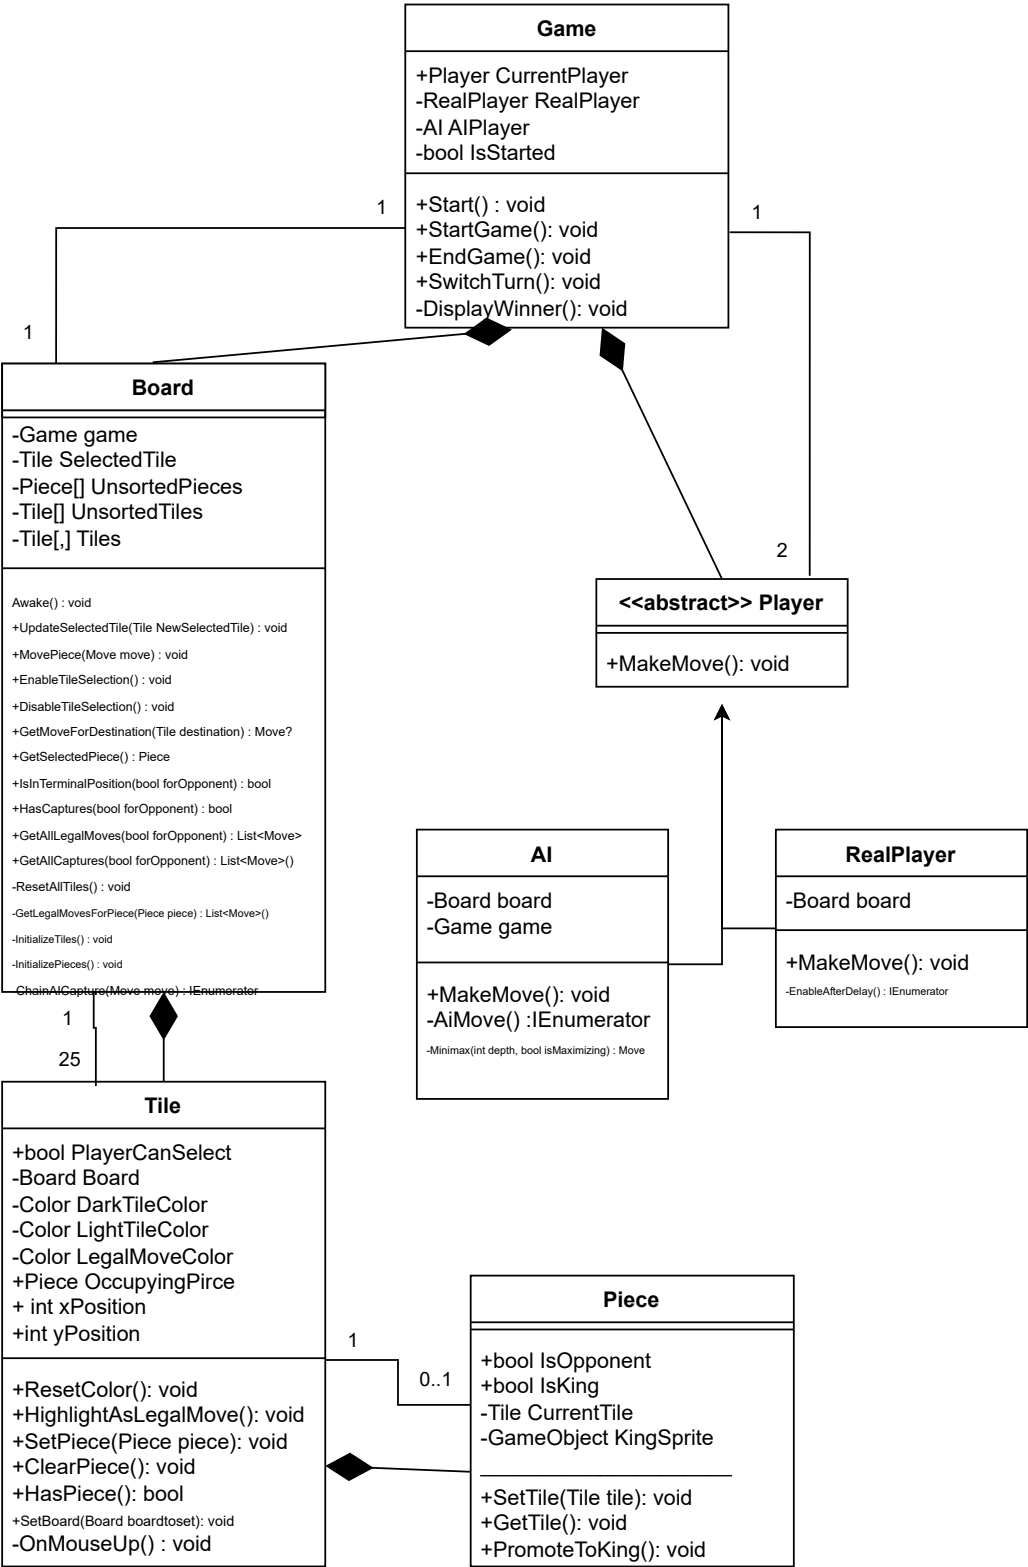 Game
+Player CurrentPlayer
-RealPlayer RealPlayer
-AI AIPlayer
-bool IsStarted
+Start() : void
+StartGame(): void
+EndGame(): void
+SwitchTurn(): void
-DisplayWinner(): void
1
1
1
2
Board
-Game game
-Tile SelectedTile
-Piece[] UnsortedPieces
-Tile[] UnsortedTiles
-Tile[,] Tiles
Awake() : void
+UpdateSelectedTile(Tile NewSelectedTile) : void
+MovePiece(Move move) : void
+EnableTileSelection() : void
+DisableTileSelection() : void
+GetMoveForDestination(Tile destination) : Move?
+GetSelectedPiece() : Piece
+IsInTerminalPosition(bool forOpponent) : bool
+HasCaptures(bool forOpponent) : bool
+GetAllLegalMoves(bool forOpponent) : List<Move>
+GetAllCaptures(bool forOpponent) : List<Move>()
-ResetAllTiles() : void
-GetLegalMovesForPiece(Piece piece) : List<Move>()
-InitializeTiles() : void
-InitializePieces() : void
-ChainAICapture(Move move) : IEnumerator
<<abstract>> Player
+MakeMove(): void
AI
-Board board
-Game game
+MakeMove(): void
-AiMove() :IEnumerator
-Minimax(int depth, bool isMaximizing) : Move
RealPlayer
-Board board
+MakeMove(): void
-EnableAfterDelay() : IEnumerator
1
25
Tile
+bool PlayerCanSelect
-Board Board
-Color DarkTileColor
-Color LightTileColor
-Color LegalMoveColor
+Piece OccupyingPirce
+ int xPosition
+int yPosition
+ResetColor(): void
+HighlightAsLegalMove(): void
+SetPiece(Piece piece): void
+ClearPiece(): void
+HasPiece(): bool
+SetBoard(Board boardtoset): void
-OnMouseUp() : void
1
0..1
Piece
+bool IsOpponent
+bool IsKing
-Tile CurrentTile
-GameObject KingSprite
+SetTile(Tile tile): void
+GetTile(): void
+PromoteToKing(): void